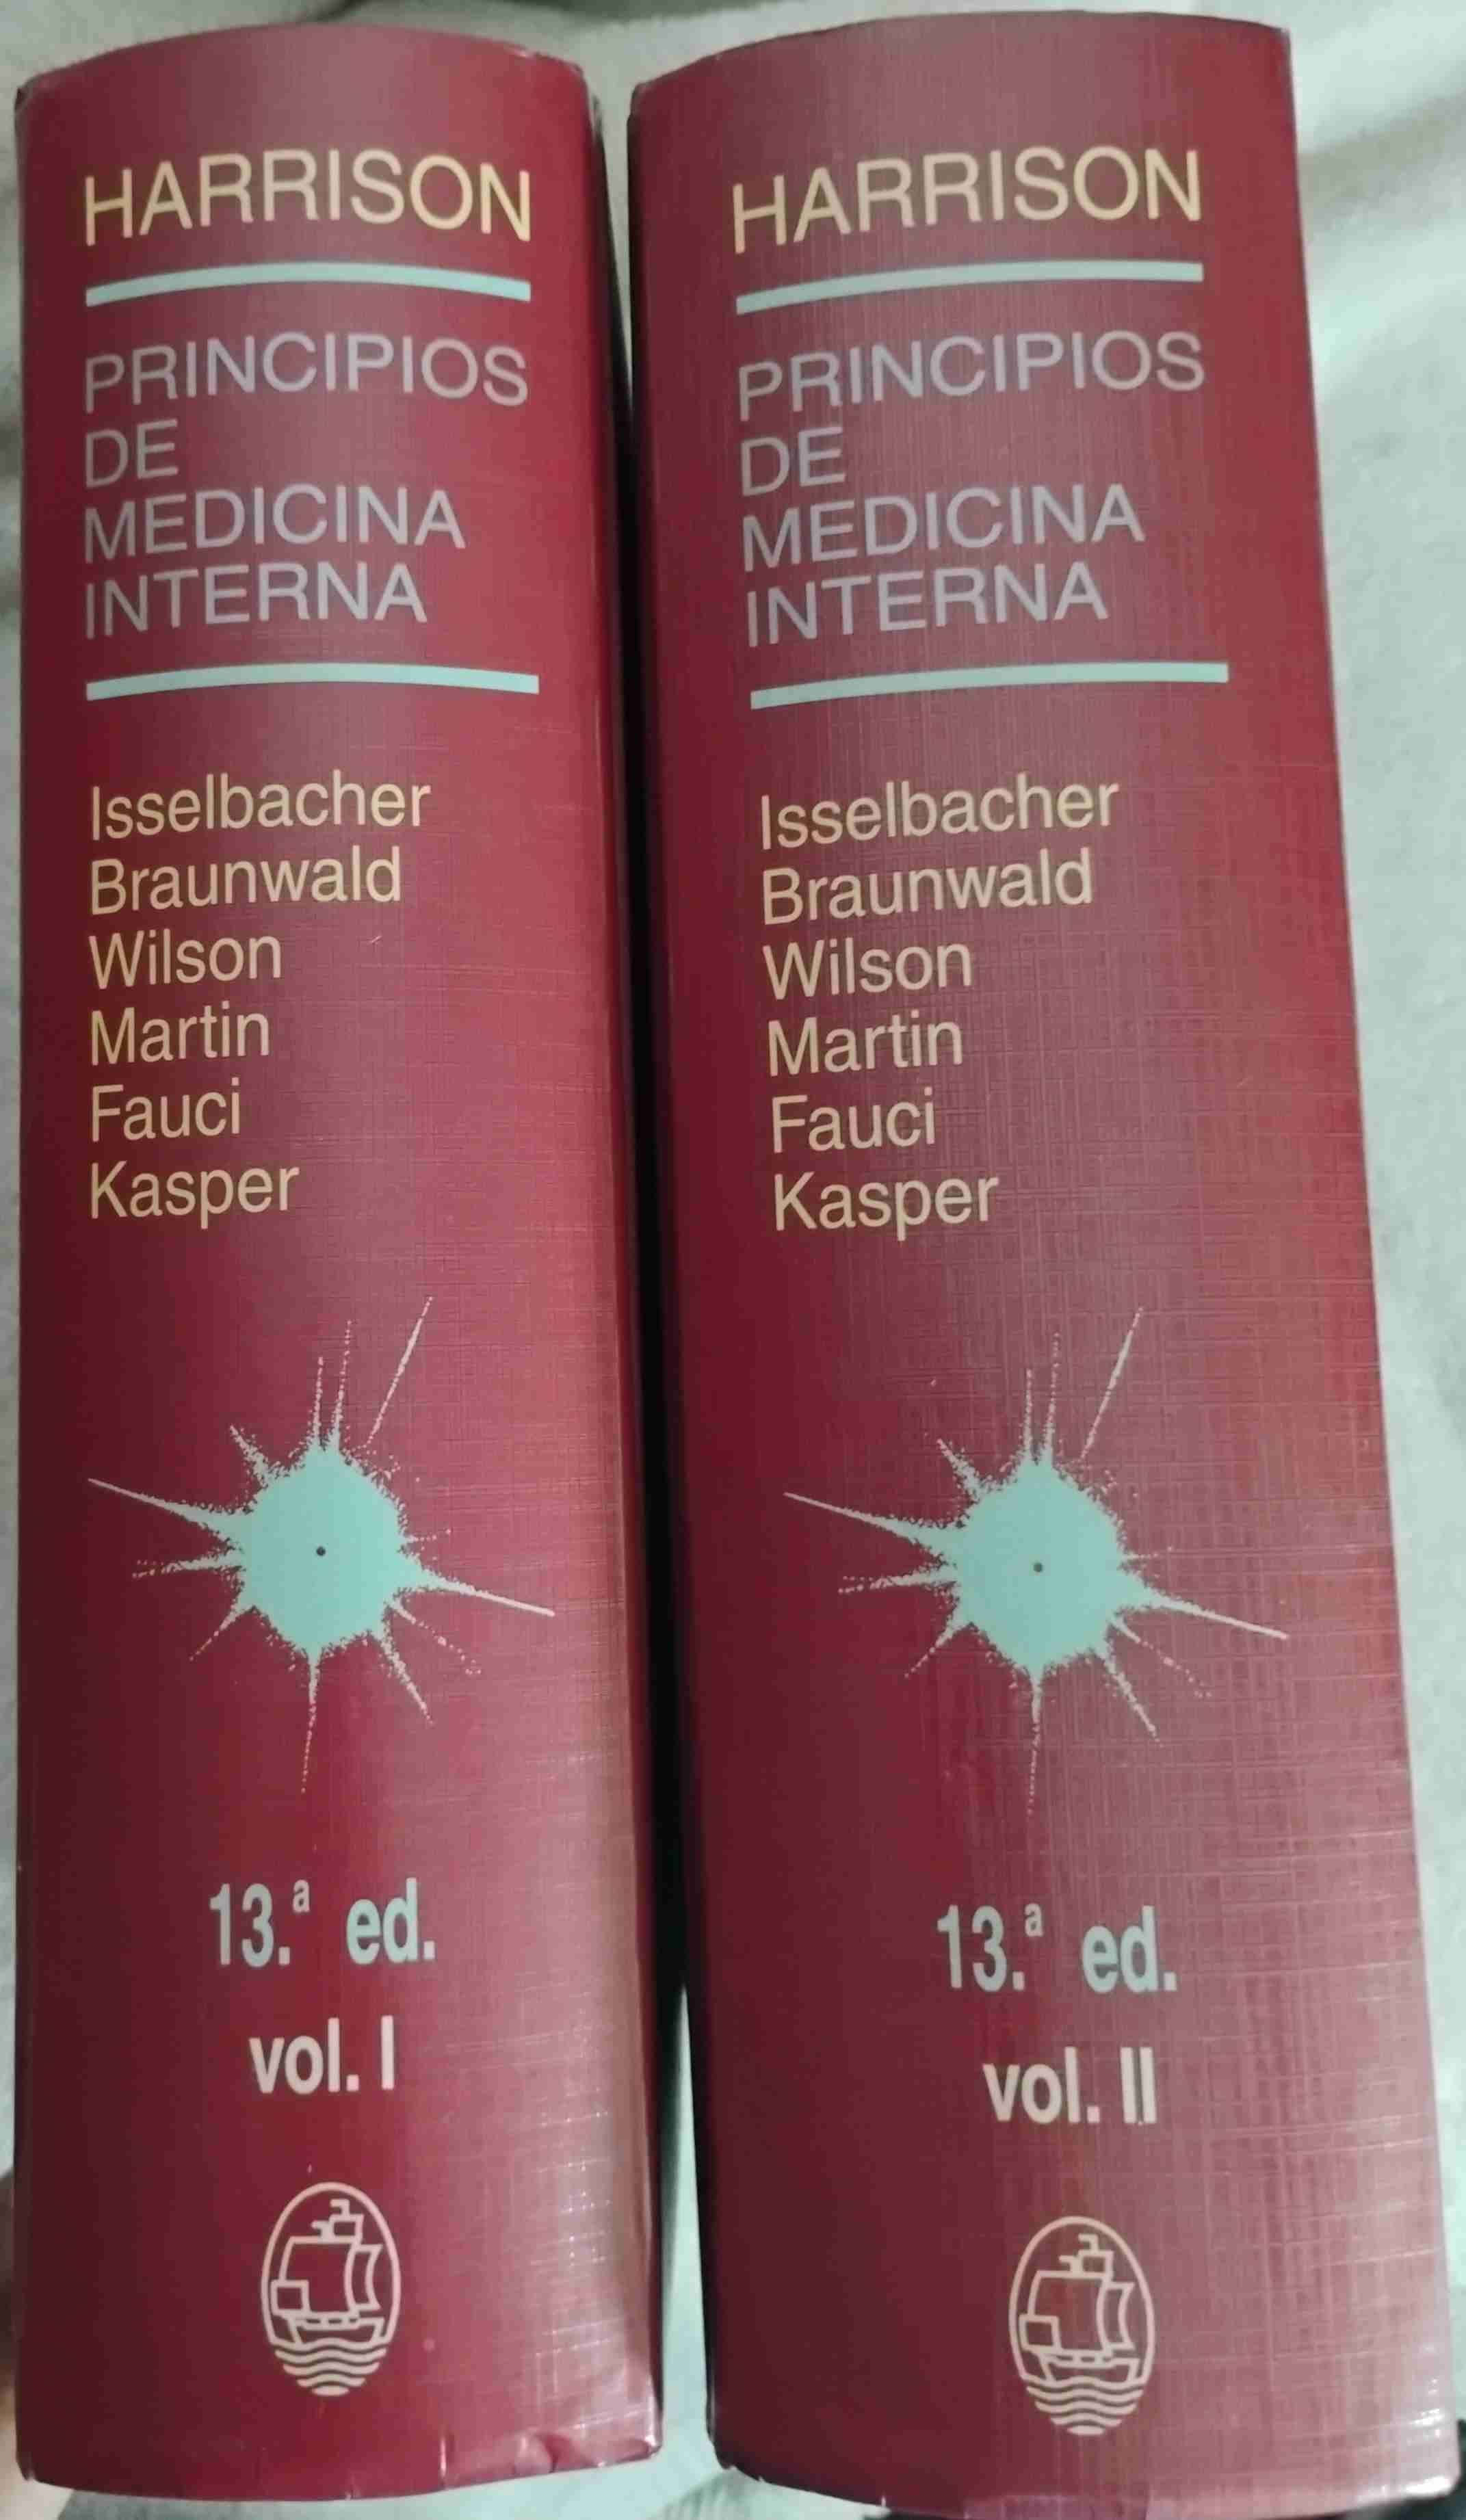 HARRISON
PRINCIPIOS
DE
MEDICINA
INTERNA
Isselbacher
Braunwald
Wilson
Martin
Fauci
Kasper
13.ª ed.
vol. I
HARRISON
PRINCIPIOS
DE
MEDICINA
INTERNA
Isselbacher
Braunwald
Wilson
Martin
Fauci
Kasper
13.ª ed.
vol. II